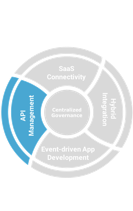 SaaS
Connectivity
Hybrid
Integration
Centralized
Governance
API
Management
Event-driven App
Development